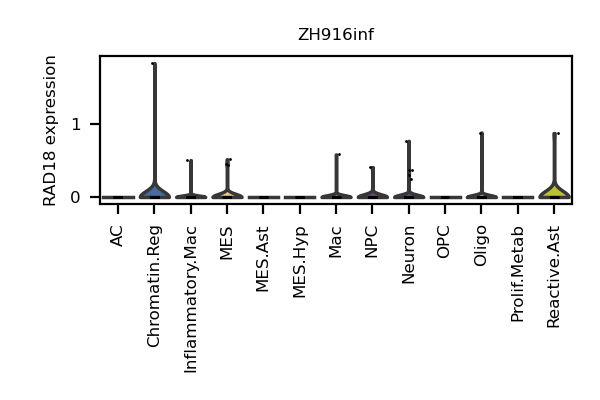 ZH916inf
RAD18 expression
1
0
AC
Chromatin.Reg
Inflammatory.Mac
MES
MES.Ast
MES.Hyp
Mac
NPC
Neuron
OPC
Oligo
Prolif.Metab
Reactive.Ast